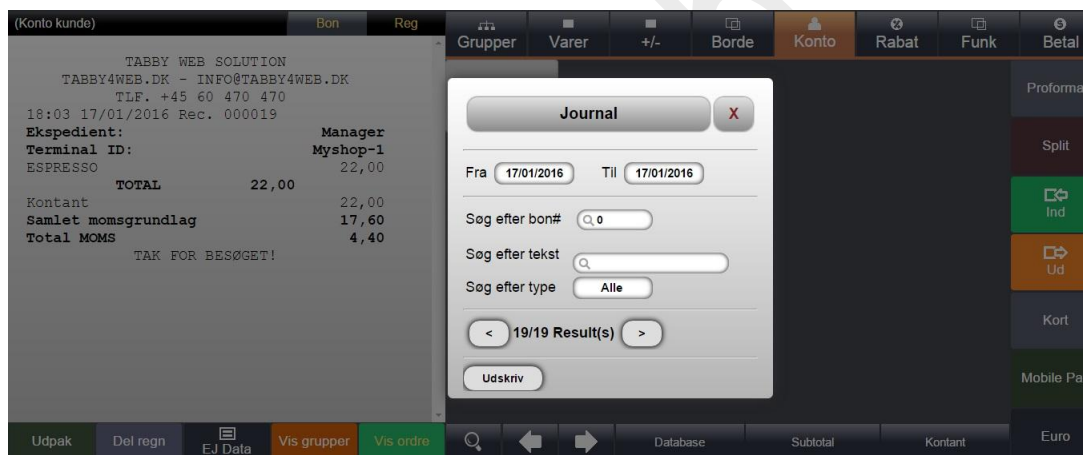 (Konto kunde) Bon Reg
Grupper Varer +/- Borde Konto Rabat Funk Betal
TABBY WEB SOLUTION
TABBY4WEB.DK - INFO@TABBY4WEB.DK
TLF. +45 60 470 470
18:03 17/01/2016 Rec. 000019
Ekspedient: Manager
Terminal ID: Myshop-1
ESPRESSO 22,00
TOTAL 22,00
Kontant 22,00
Samlet momsgrundlag 17,60
Total MOMS 4,40
TAK FOR BESØGET!
Journal X
Fra 17/01/2016 Til 17/01/2016
Søg efter bon# 0
Søg efter tekst
Søg efter type Alle
< 19/19 Result(s) >
Udskriv
Proforma
Split
Ind
Ud
Kort
Mobile Pa
Euro
Udpak Del regn EJ Data Vis grupper Vis ordre
Database Subtotal Kontant